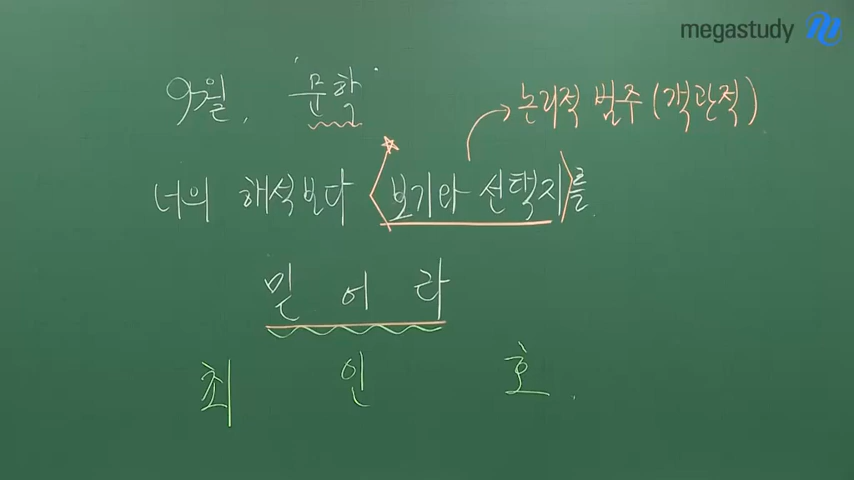 megastudy
9월, '문학'
논리적 범주 (객관적)
너의 해석보다 <보기와 선택지>를
믿어라
최인호.